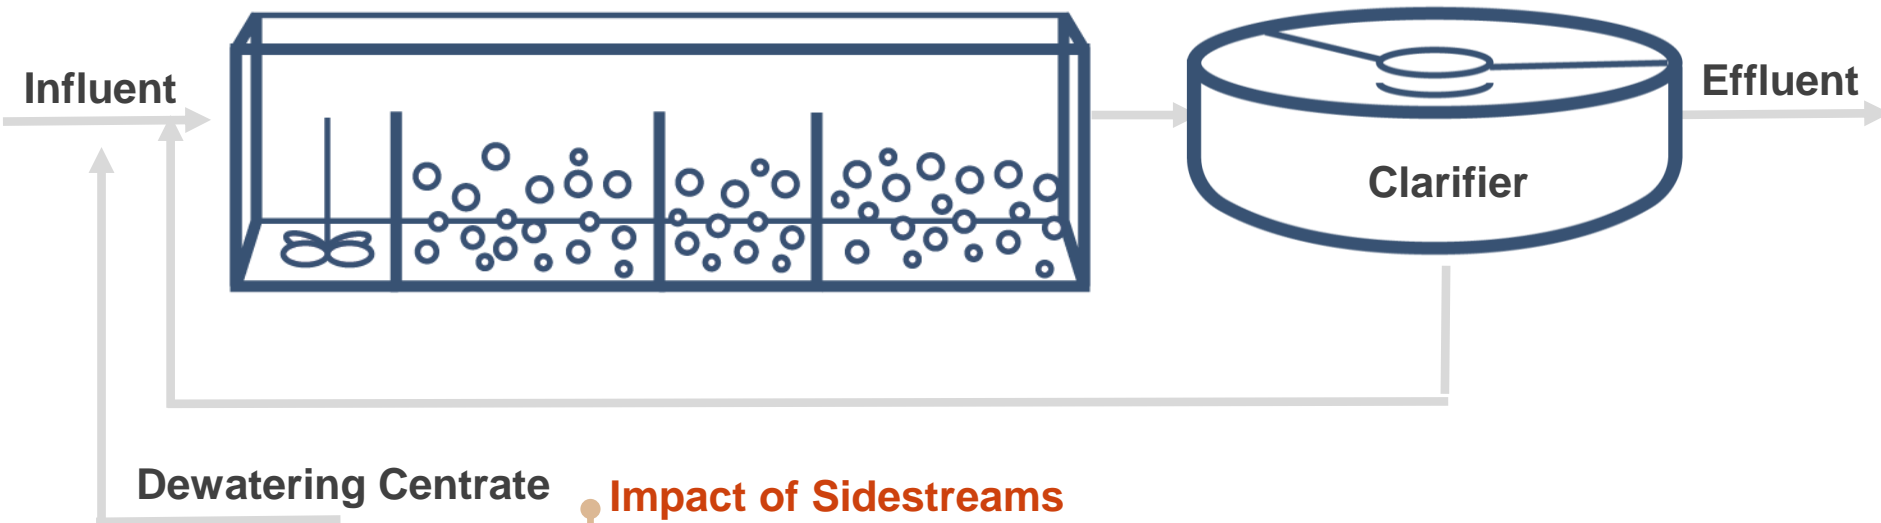 Influent
Effluent
Clarifier
Dewatering Centrate
Impact of Sidestreams